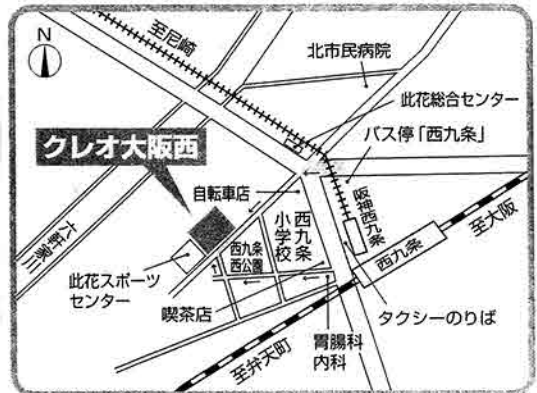 N
至尼崎
北市民病院
此花総合センター
バス停「西九条」
クレオ大阪西
自転車店
阪神西九条
至大阪
六軒家川
西九条
小学校
西九条
西公園
西九条
此花スポーツ
センター
喫茶店
タクシーのりば
胃腸科
内科
至弁天町